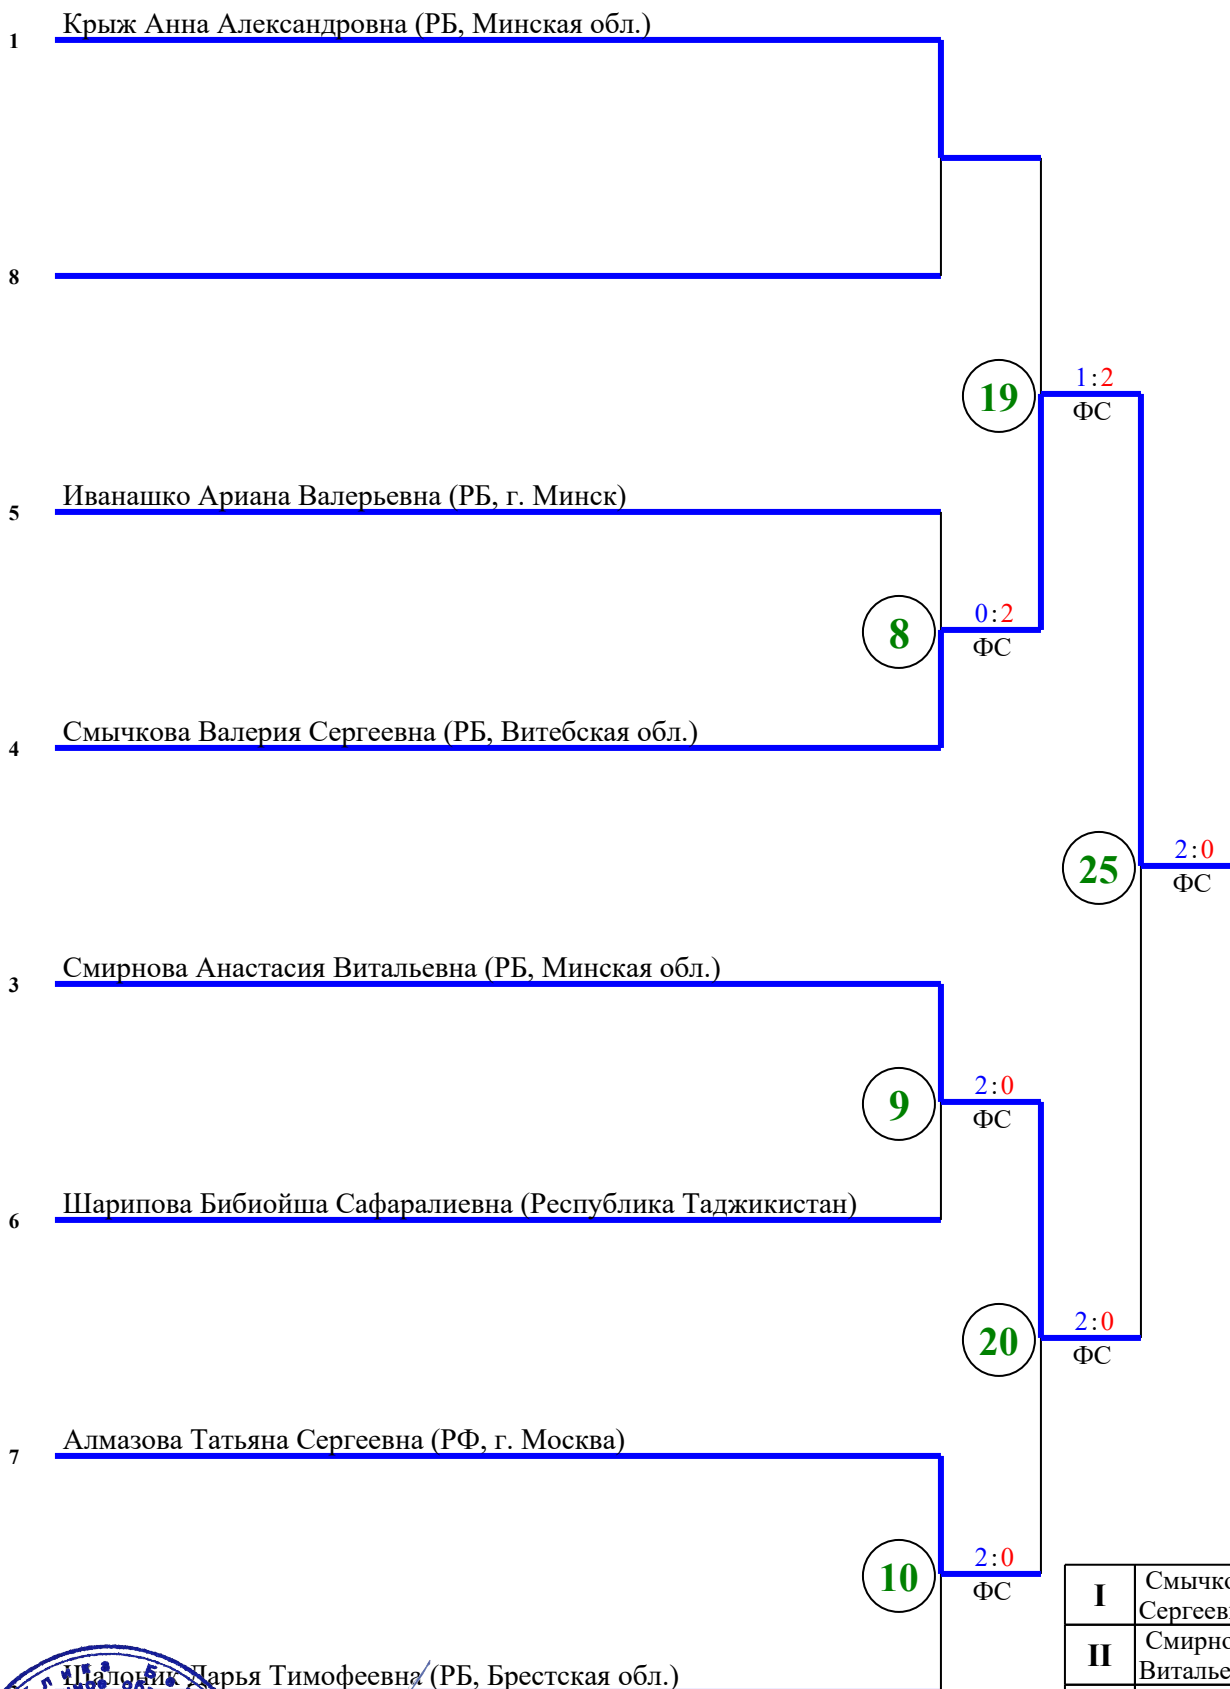 Крыж Анна Александровна (РБ, Минская обл.)
1
8
19
1:2
ФС
Иванашко Ариана Валерьевна (РБ, г. Минск)
5
8
0:2
ФС
Смычкова Валерия Сергеевна (РБ, Витебская обл.)
4
25
2:0
ФС
Смирнова Анастасия Витальевна (РБ, Минская обл.)
3
9
2:0
ФС
Шарипова Бибиойша Сафаралиевна (Республика Таджикистан)
6
20
2:0
ФС
Алмазова Татьяна Сергеевна (РФ, г. Москва)
7
10
2:0
ФС
I
II
Шалоник Дарья Тимофеевна (РБ, Брестская обл.)